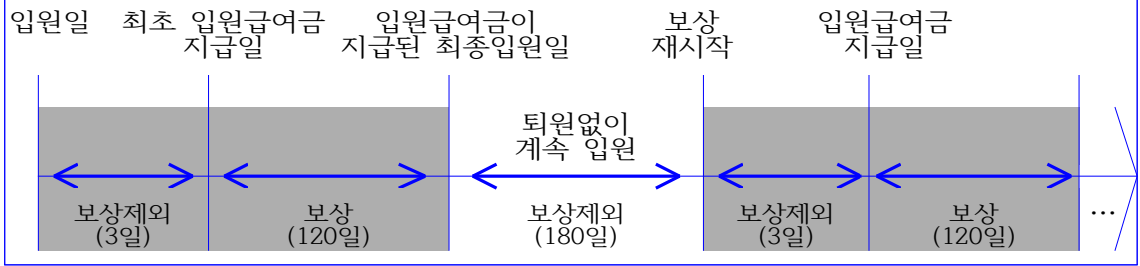 입원일
최초 입원급여금
지급일
입원급여금이
지급된 최종입원일
보상
재시작
입원급여금
지급일
퇴원없이
계속 입원
보상제외
(3일)
보상
(120일)
보상제외
(180일)
보상제외
(3일)
보상
(120일)
…